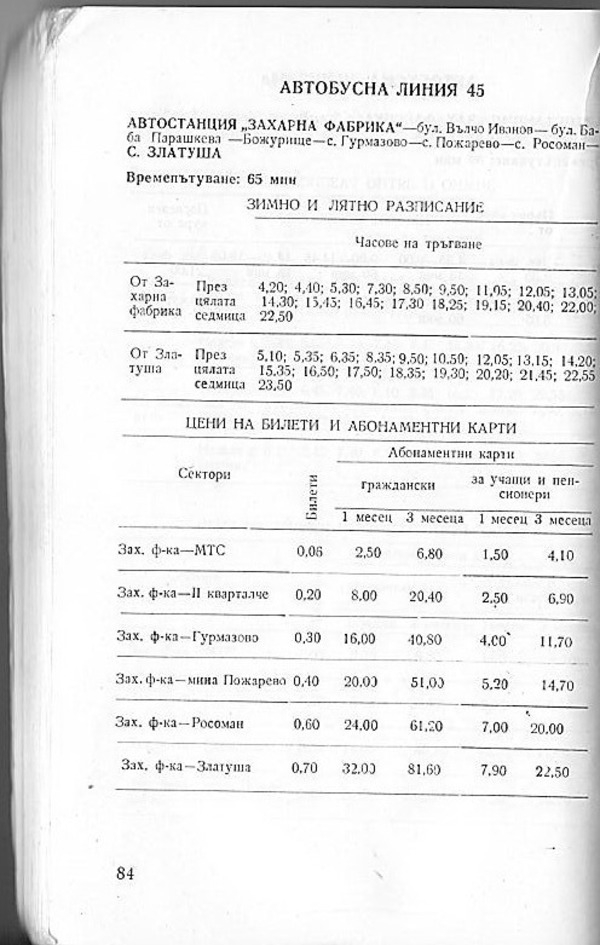 АВТОБУСНА ЛИНИЯ 45
АВТОСТАНЦИЯ „ЗАХАРНА ФАБРИКА“—бул. Вълчо Иванов— бул. Ба-
ба Парашкева —Божурище—с. Гурмазово—с. Пожарево—с. Росоман—
С. ЗЛАТУША
Времепътуване: 65 мин
ЗИМНО И ЛЯТНО РАЗПИСАНИЕ
Часове на тръгване
От За- През 4,20; 4,40; 5,30; 7,30; 8,50; 9,50; 11,05; 12,05; 13,05;
харна цялата 14,30; 15,45; 16,45; 17,30 18,25; 19,15; 20,40; 22,00;
фабрика седмица 22,50
От Зла- През 5,10; 5,35; 6,35; 8,35; 9,50; 10,50; 12,05; 13,15; 14,20;
туша цялата 15,35; 16,50; 17,50; 18,35; 19,30; 20,20; 21,45; 22,55
седмица 23,50
ЦЕНИ НА БИЛЕТИ И АБОНАМЕНТНИ КАРТИ
Абонаментни карти
Сектори Билети граждански за учащи и пен-
сионери
1 месец 3 месеца 1 месец 3 месеца
Зах. ф-ка—МТС 0,06 2,50 6,80 1,50 4,10
Зах. ф-ка—II кварталче 0,20 8,00 20,40 2,50 6,90
Зах. ф-ка—Гурмазово 0,30 16,00 40,80 4,00 11,70
Зах. ф-ка—мина Пожарево 0,40 20,00 51,00 5,20 14,70
Зах. ф-ка—Росоман 0,60 24,00 61,20 7,00 20,00
Зах. ф-ка—Златуша 0,70 32,00 81,60 7,90 22,50
84